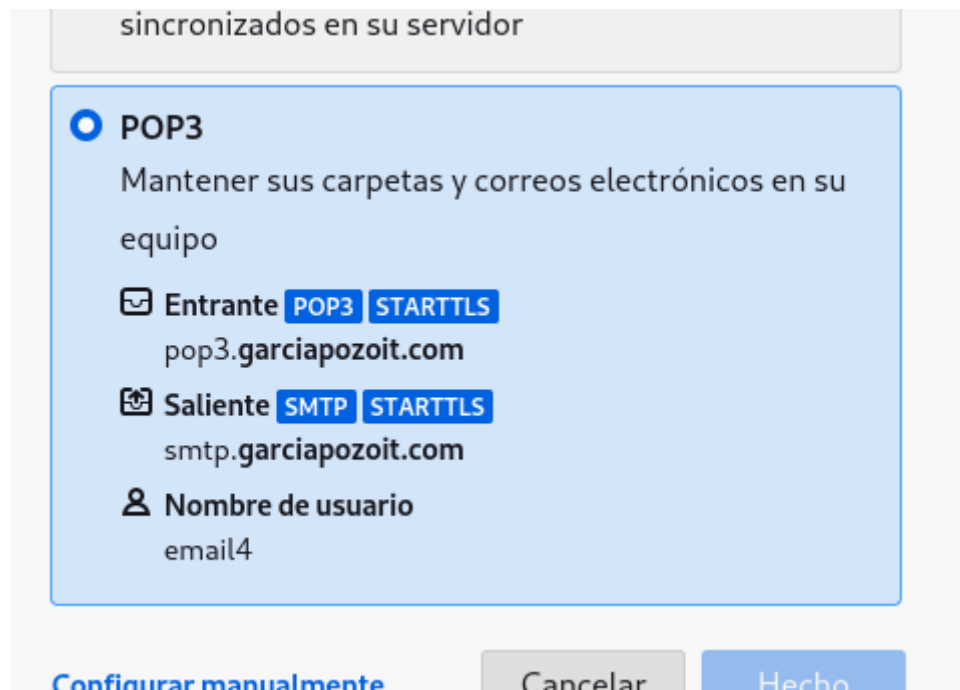 sincronizados en su servidor
POP3
Mantener sus carpetas y correos electrónicos en su
equipo
Entrante POP3 STARTTLS
pop3.garciapozoit.com
Saliente SMTP STARTTLS
smtp.garciapozoit.com
Nombre de usuario
email4
Configurar manualmente Cancelar Hecho